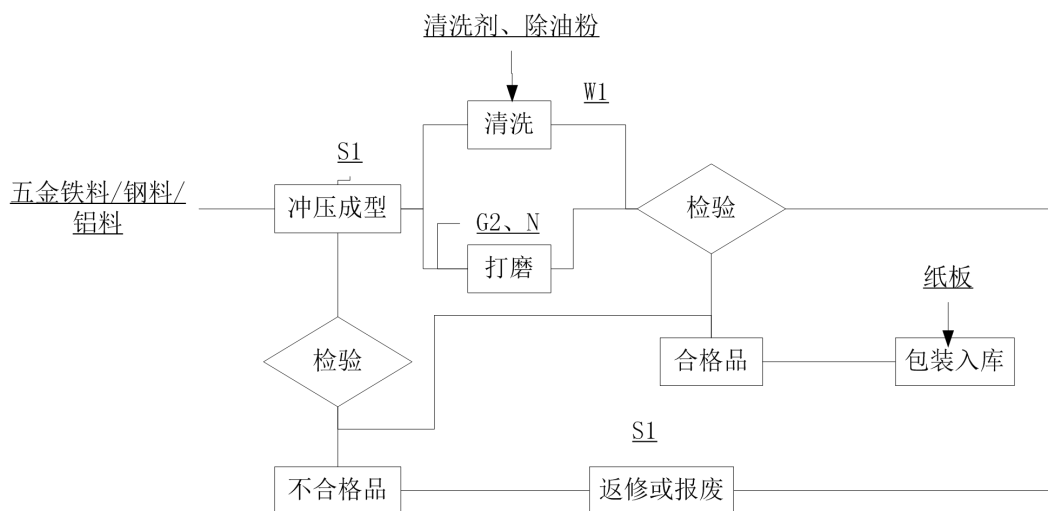 清洗剂、除油粉
W1
清洗
S1
五金铁料/钢料/
铝料
冲压成型
检验
G2、N
打磨
纸板
检验
合格品
包装入库
S1
不合格品
返修或报废